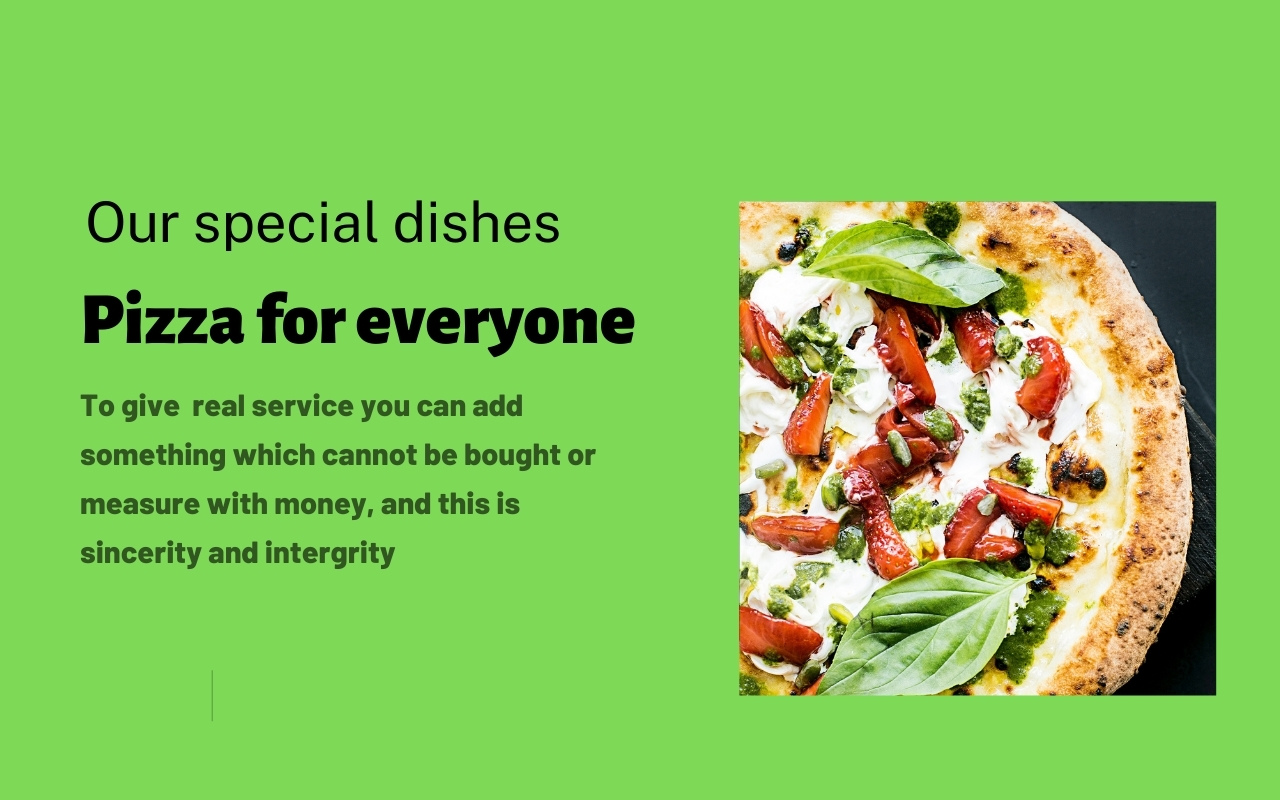 Our special dishes
Pizza for everyone
To give  real service you can add
something which cannot be bought or
measure with money, and this is
sincerity and intergrity